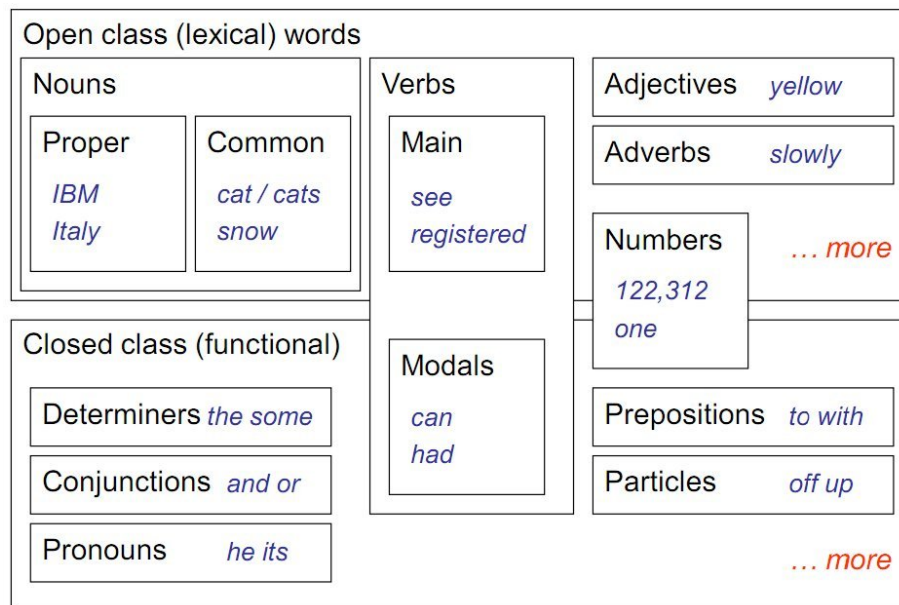 Open class (lexical) words
Nouns
Proper
IBM
Italy
Common
cat / cats
snow
Verbs
Main
see
registered
Adjectives yellow
Adverbs slowly
Numbers
122,312
one
… more
Closed class (functional)
Determiners the some
Conjunctions and or
Pronouns he its
Modals
can
had
Prepositions to with
Particles off up
… more